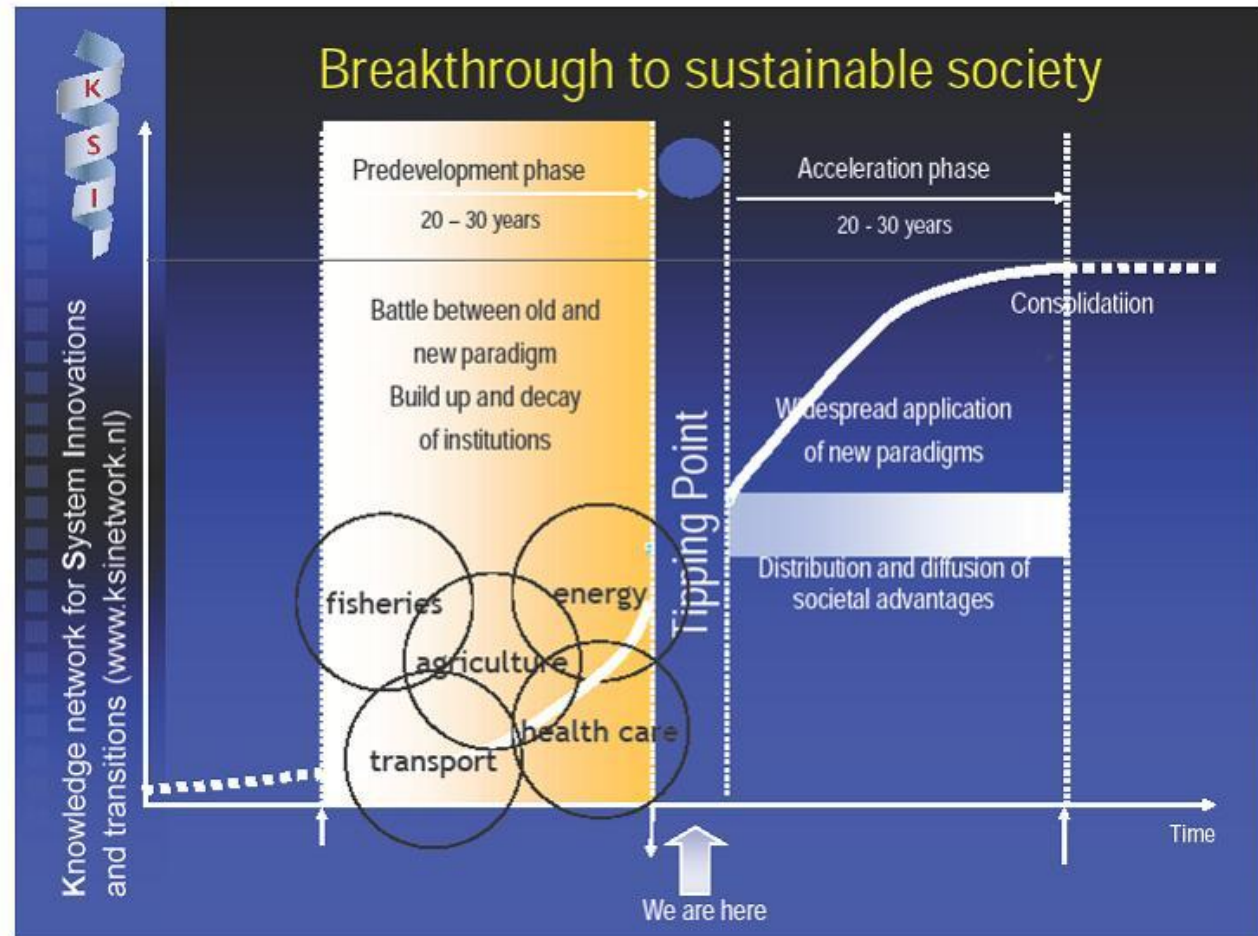 K
S
I
Knowledge network for System Innovations
and transitions (www.ksinetwork.nl)
Breakthrough to sustainable society
Predevelopment phase
20 – 30 years
Battle between old and
new paradigm
Build up and decay
of institutions
fisheries
energy
agriculture
health care
transport
Tipping Point
Acceleration phase
20 - 30 years
Consolidatiion
Widespread application
of new paradigms
Distribution and diffusion of
societal advantages
Time
We are here